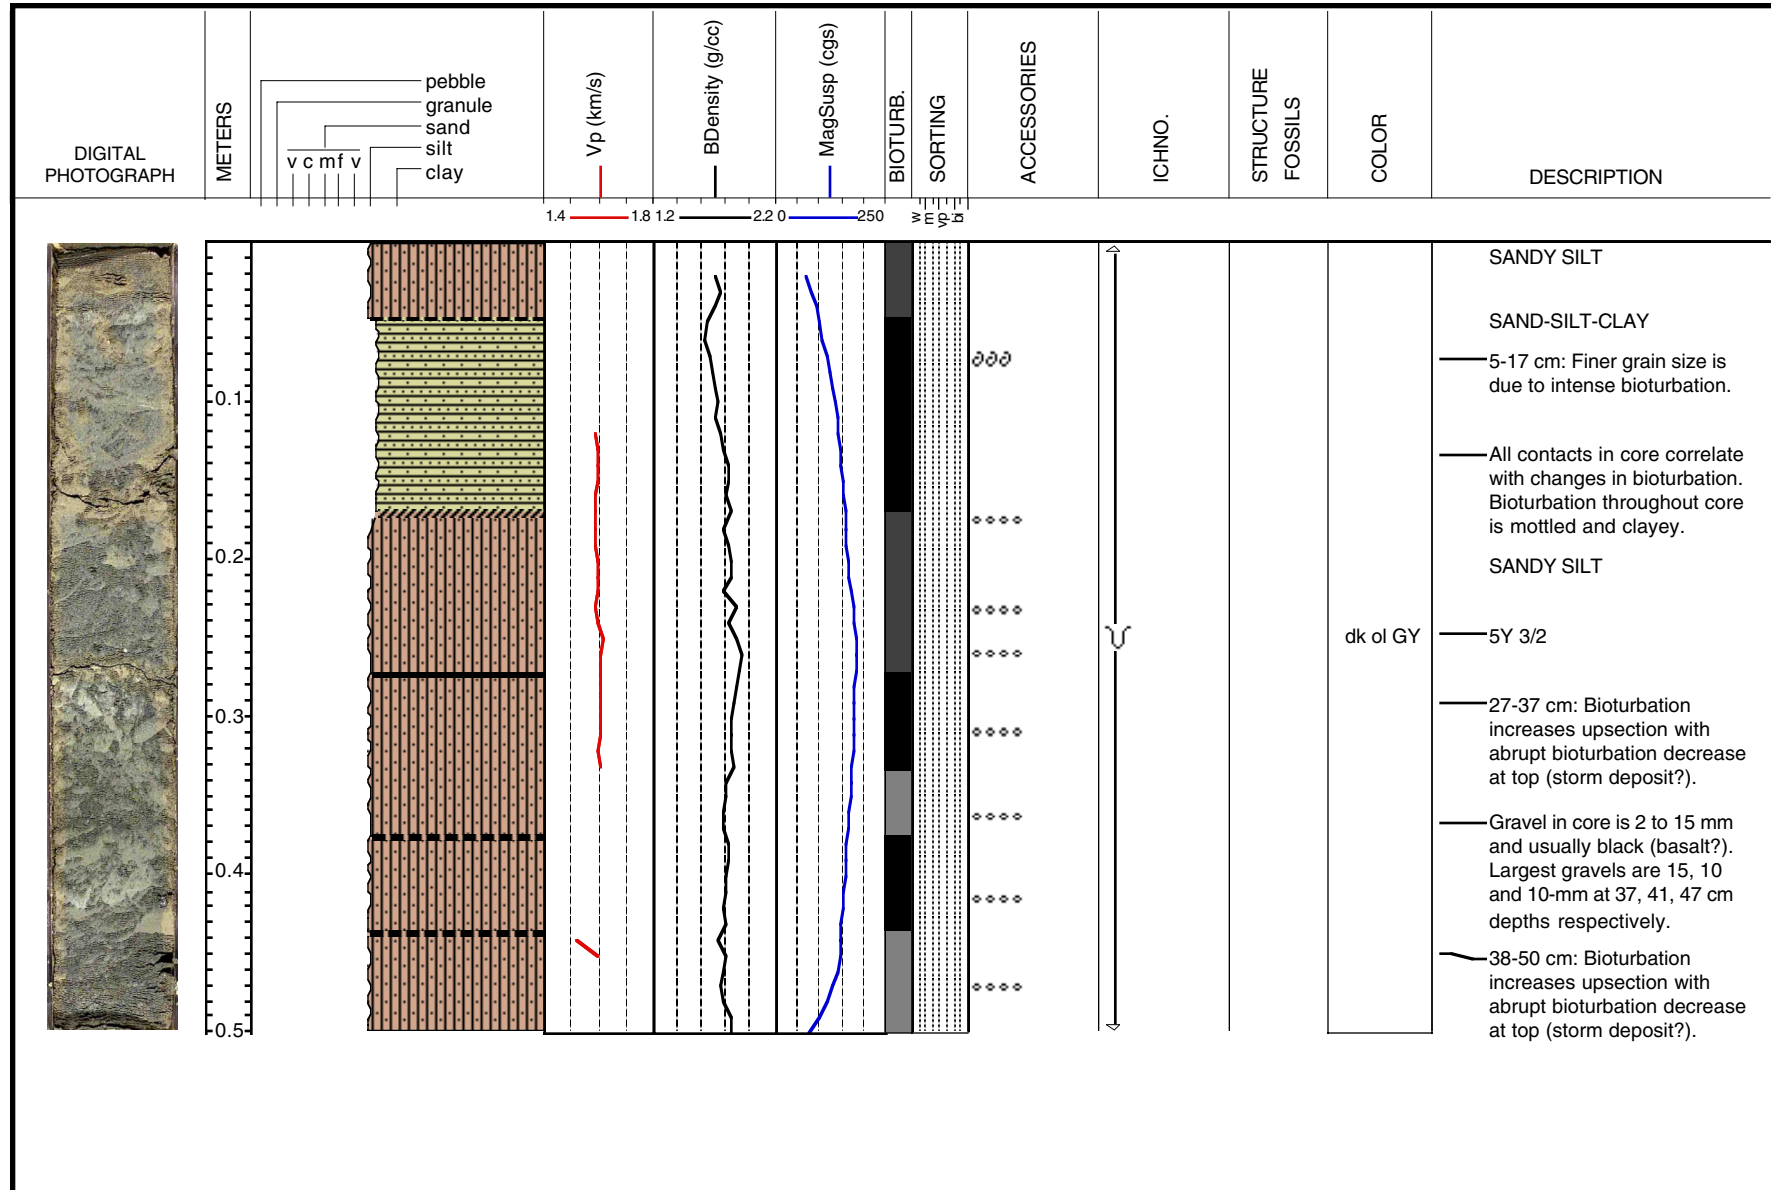 DIGITAL
PHOTOGRAPH
METERS
pebble
granule
sand
silt
clay
v c m f v
Vp (km/s)
BDensity (g/cc)
MagSusp (cgs)
BIOTURB.
SORTING
ACCESSORIES
ICHNO.
STRUCTURE
FOSSILS
COLOR
DESCRIPTION
1.4 1.8 1.2 2.2 0 250
w
m
vp
bi
0.1
0.2
0.3
0.4
0.5
dk ol GY
SANDY SILT
SAND-SILT-CLAY
5-17 cm: Finer grain size is
due to intense bioturbation.
All contacts in core correlate
with changes in bioturbation.
Bioturbation throughout core
is mottled and clayey.
SANDY SILT
5Y 3/2
27-37 cm: Bioturbation
increases upsection with
abrupt bioturbation decrease
at top (storm deposit?).
Gravel in core is 2 to 15 mm
and usually black (basalt?).
Largest gravels are 15, 10
and 10-mm at 37, 41, 47 cm
depths respectively.
38-50 cm: Bioturbation
increases upsection with
abrupt bioturbation decrease
at top (storm deposit?).